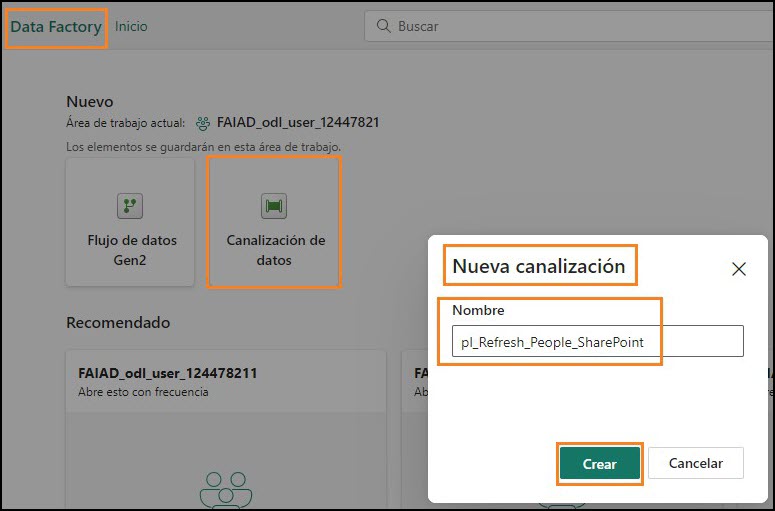 Data Factory Inicio
Buscar
Nuevo
Área de trabajo actual: FAIAD_odl_user_12447821
Los elementos se guardarán en esta área de trabajo.
Flujo de datos
Gen2
Canalización de
datos
Recomendado
FAIAD_odl_user_124478211
Abre esto con frecuencia
Nueva canalización
Nombre
pl_Refresh_People_SharePoint
Crear
Cancelar